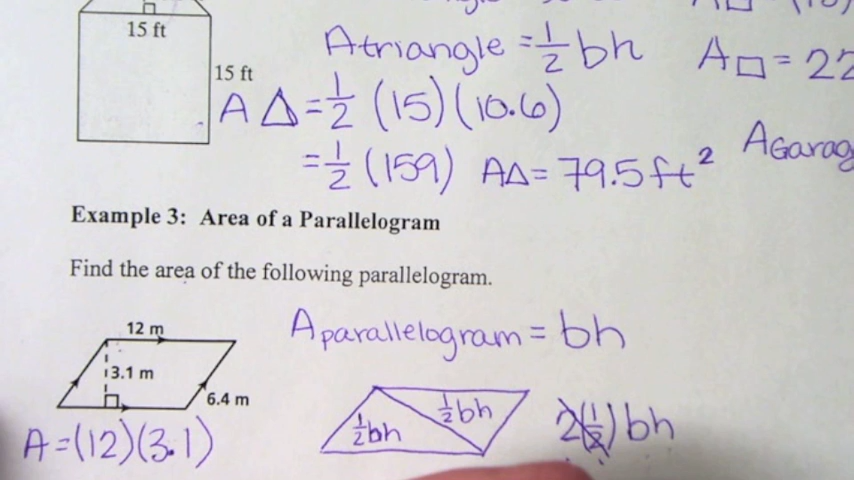 15 ft
15 ft
Atriangle = 1/2 bh
A□ = 22
A△ = 1/2 (15)(10.6)
= 1/2 (159) A△ = 79.5 ft²
AGarag
Example 3: Area of a Parallelogram
Find the area of the following parallelogram.
12 m
3.1 m
6.4 m
A = (12)(3.1)
Aparallelogram = bh
1/2 bh
1/2 bh
2(1/2) bh